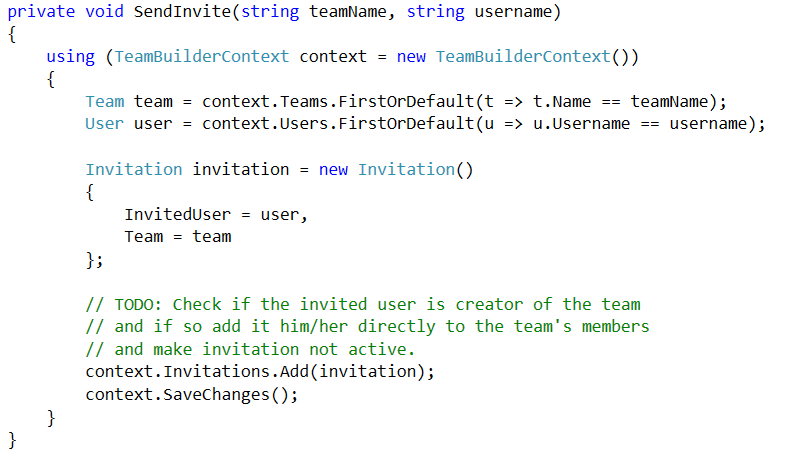 private void SendInvite(string teamName, string username)
{
    using (TeamBuilderContext context = new TeamBuilderContext())
    {
        Team team = context.Teams.FirstOrDefault(t => t.Name == teamName);
        User user = context.Users.FirstOrDefault(u => u.Username == username);

        Invitation invitation = new Invitation()
        {
            InvitedUser = user,
            Team = team
        };

        // TODO: Check if the invited user is creator of the team
        // and if so add it him/her directly to the team's members
        // and make invitation not active.
        context.Invitations.Add(invitation);
        context.SaveChanges();
    }
}